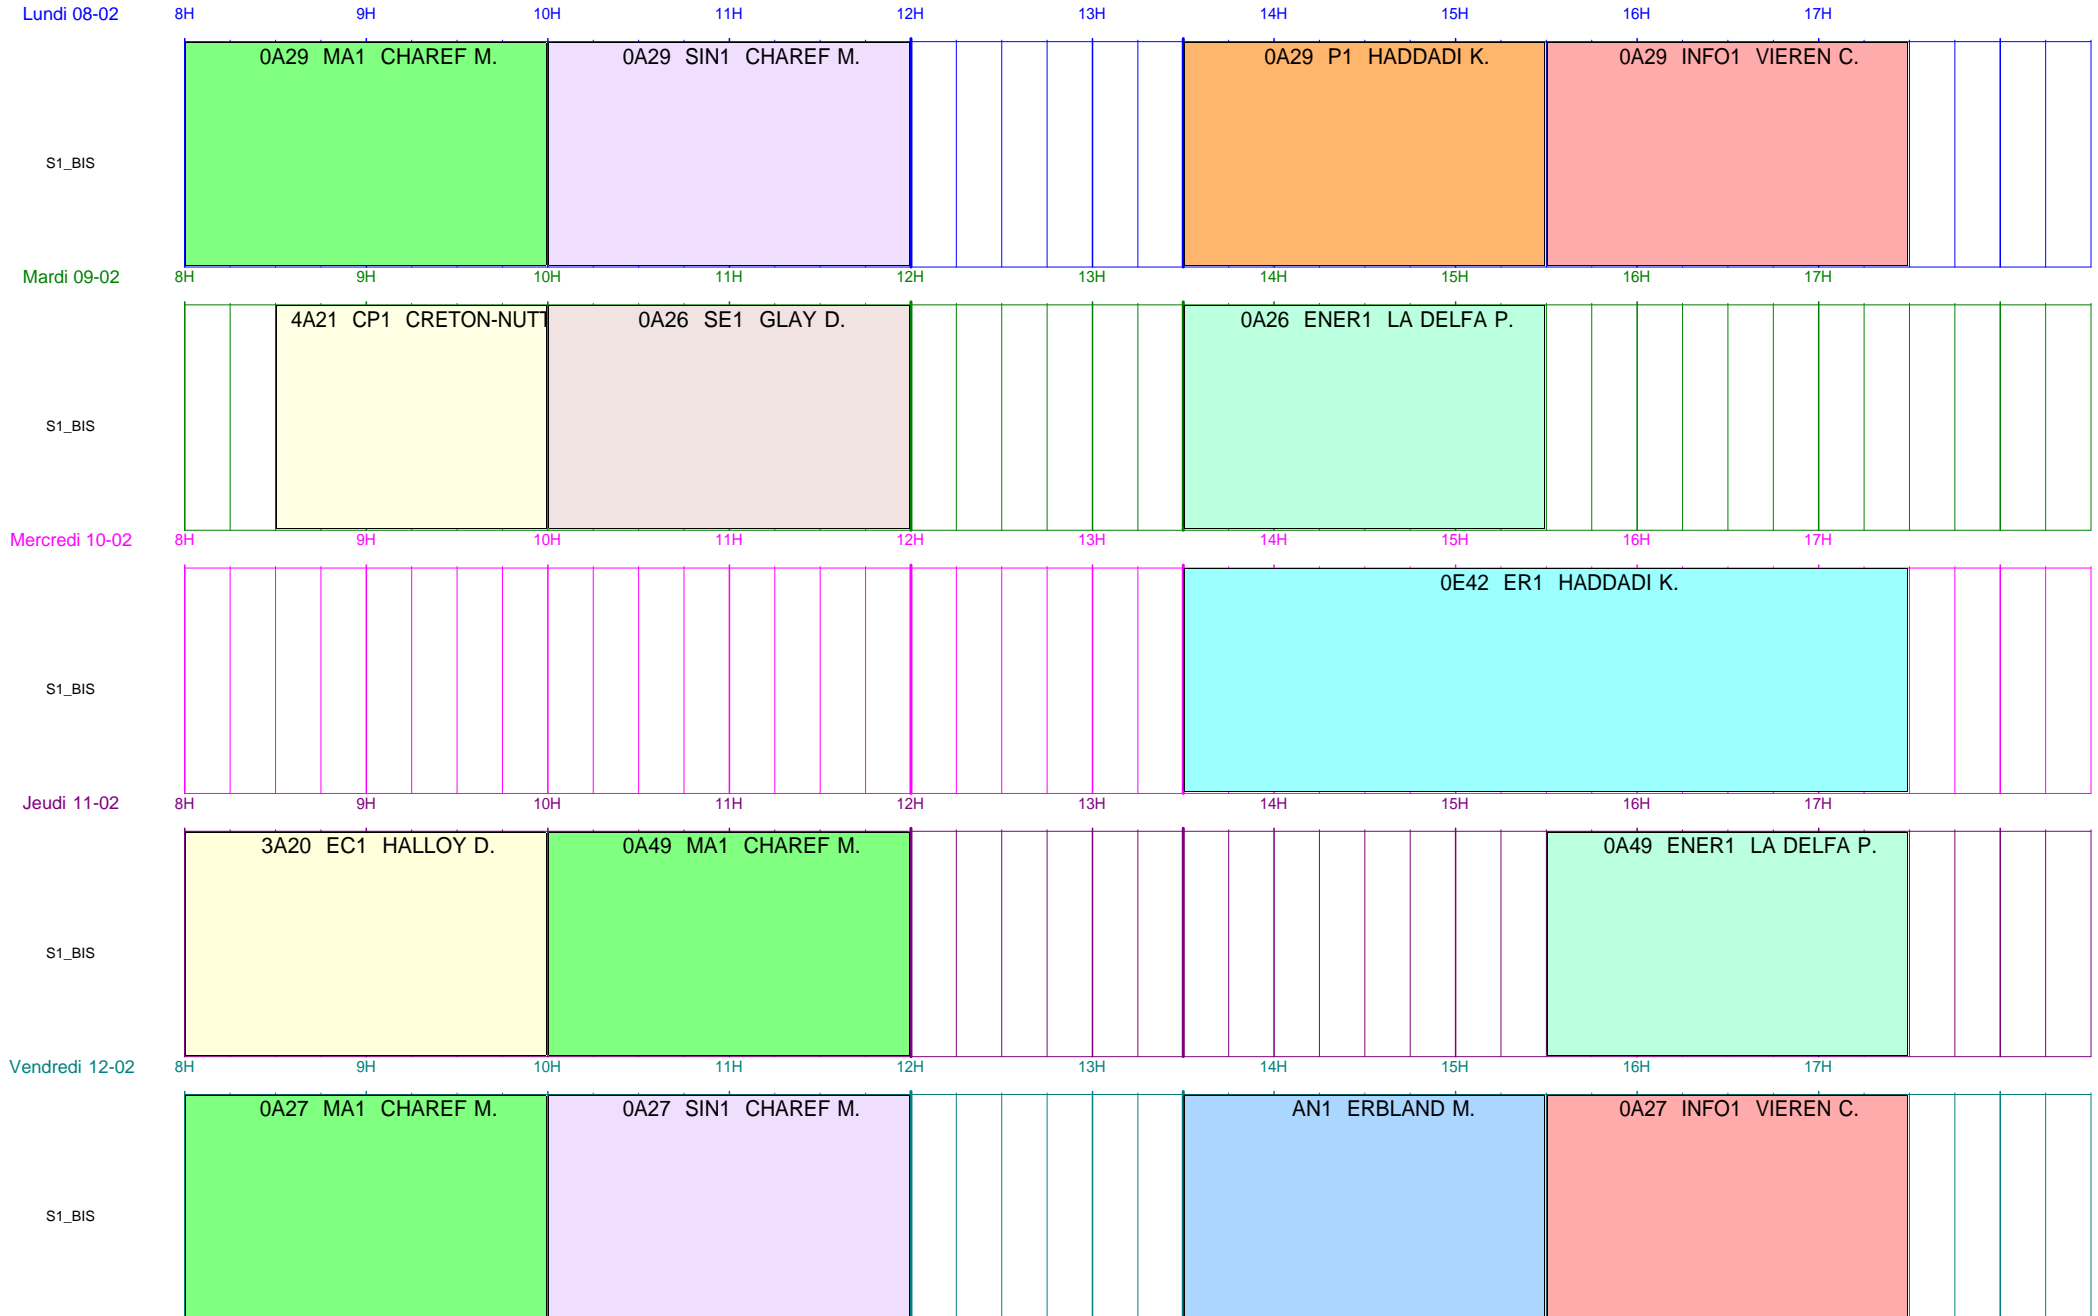 Lundi 08-02 8H 9H 10H 11H 12H 13H 14H 15H 16H 17H
0A29 MA1 CHAREF M. 0A29 SIN1 CHAREF M. 0A29 P1 HADDADI K. 0A29 INFO1 VIEREN C.
S1_BIS
Mardi 09-02 8H 9H 10H 11H 12H 13H 14H 15H 16H 17H
4A21 CP1 CRETON-NUTT 0A26 SE1 GLAY D. 0A26 ENER1 LA DELFA P.
S1_BIS
Mercredi 10-02 8H 9H 10H 11H 12H 13H 14H 15H 16H 17H
0E42 ER1 HADDADI K.
S1_BIS
Jeudi 11-02 8H 9H 10H 11H 12H 13H 14H 15H 16H 17H
3A20 EC1 HALLOY D. 0A49 MA1 CHAREF M. 0A49 ENER1 LA DELFA P.
S1_BIS
Vendredi 12-02 8H 9H 10H 11H 12H 13H 14H 15H 16H 17H
0A27 MA1 CHAREF M. 0A27 SIN1 CHAREF M. AN1 ERBLAND M. 0A27 INFO1 VIEREN C.
S1_BIS